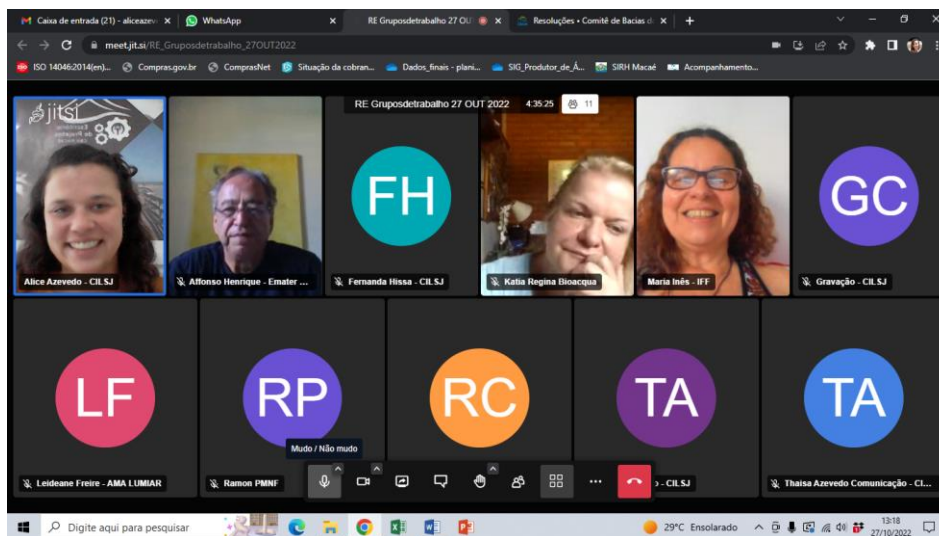 Caixa de entrada (21) - aliceazev
WhatsApp
RE Gruposdetrabalho 27 OU
Resoluções • Comitê de Bacias d
meet.jit.si/RE_Gruposdetrabalho_27OUT2022
ISO 14046:2014(en)...
Compras.gov.br
ComprasNet
Situação da cobran...
Dados_finais - plani...
SIG_Produtor_de_Á...
SIRH Macaé
Acompanhamento...
jitsi
RE Gruposdetrabalho 27 OUT 2022 4:35:25 11
FH
GC
Alice Azevedo - CILSJ
Affonso Henrique - Emater ...
Fernanda Hissa - CILSJ
Katia Regina Bioacqua
Maria Inês - IFF
Gravação - CILSJ
LF
RP
RC
TA
TA
Mudo / Não mudo
Leideane Freire - AMA LUMIAR
Ramon PMNF
- CILSJ
Thaisa Azevedo Comunicação - CI...
Digite aqui para pesquisar
29°C Ensolarado
13:18
27/10/2022